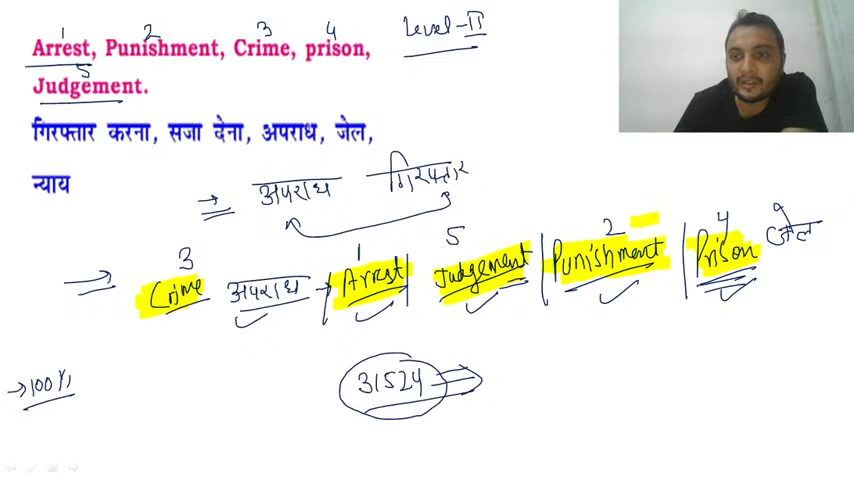 1 2 3 4
Arrest, Punishment, Crime, prison, Level-II
5
Judgement.
गिरफ्तार करना, सजा देना, अपराध, जेल,
न्याय
→ अपराध गिरफ्तार
3 1 5 2 4
→ Crime अपराध → | Arrest | Judgement | Punishment | Prison जेल
→ 100% 31524